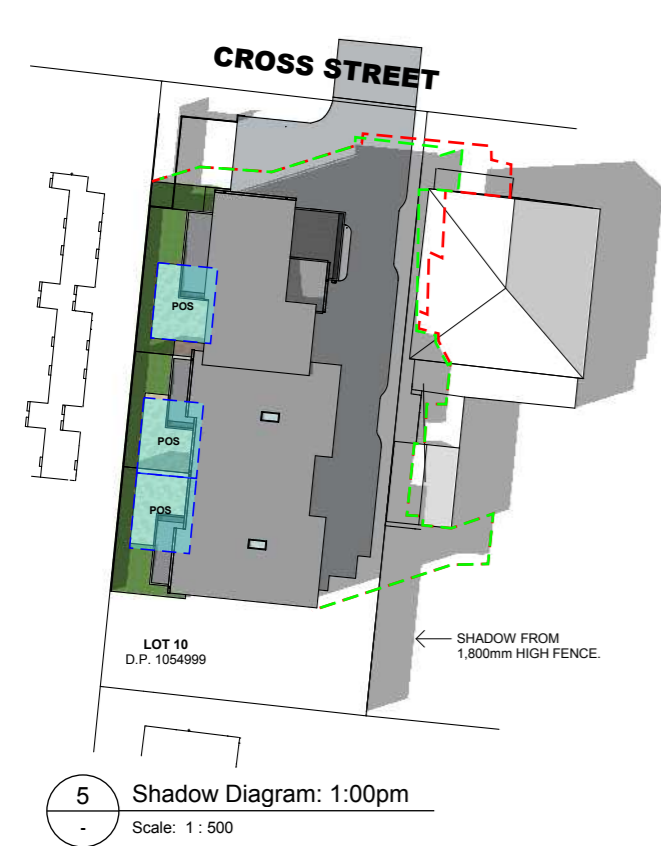 CROSS STREET
POS
POS
POS
LOT 10
D.P. 1054999
SHADOW FROM
1,800mm HIGH FENCE.
5
-
Shadow Diagram: 1:00pm
Scale: 1 : 500